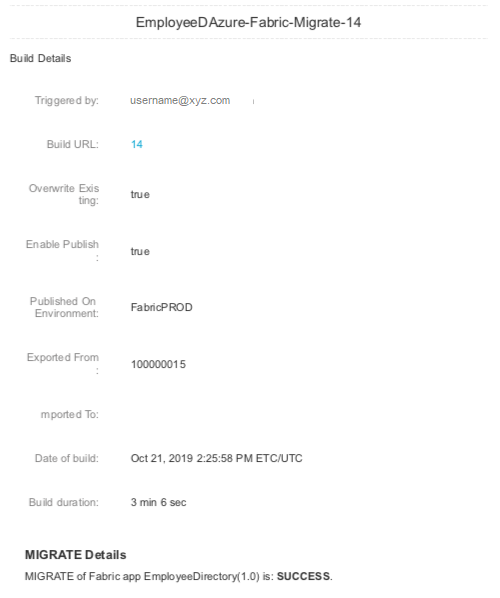 EmployeeDAzure-Fabric-Migrate-14
Build Details
Triggered by: username@xyz.com
Build URL: 14
Overwrite Exis
ting: true
Enable Publish
: true
Published On
Environment: FabricPROD
Exported From
: 100000015
mported To:
Date of build: Oct 21, 2019 2:25:58 PM ETC/UTC
Build duration: 3 min 6 sec
MIGRATE Details
MIGRATE of Fabric app EmployeeDirectory(1.0) is: SUCCESS.